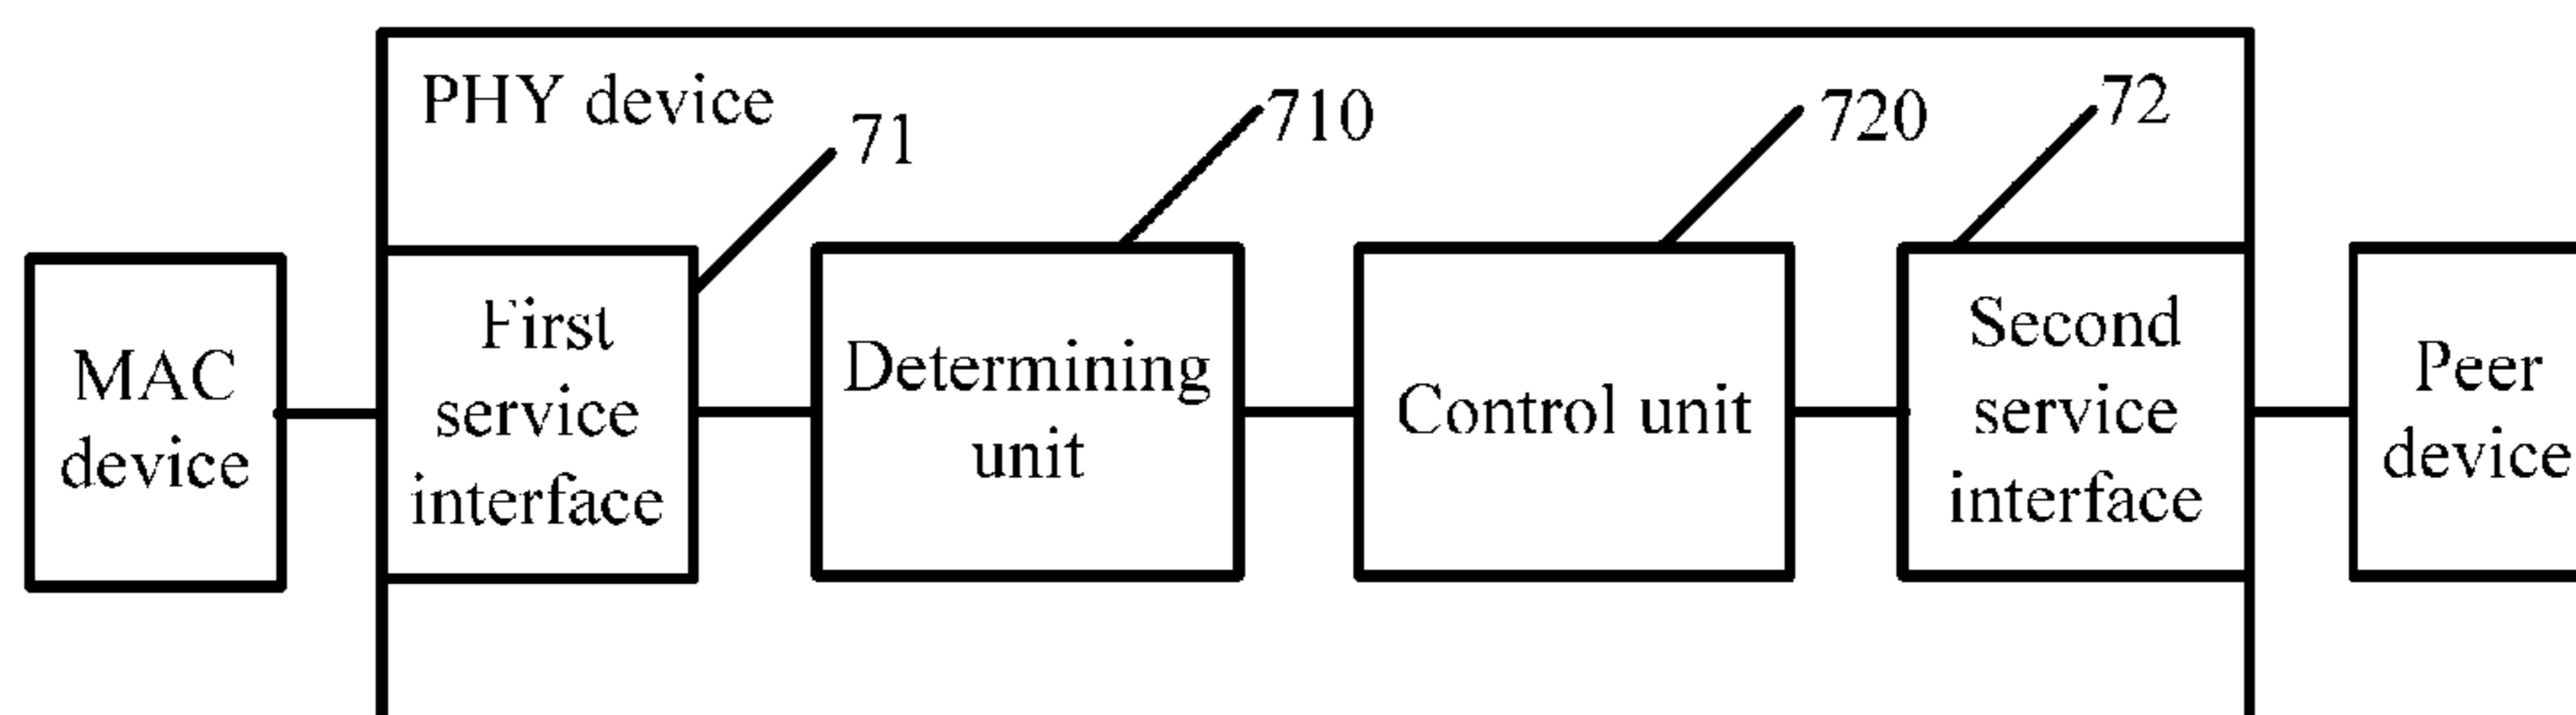 PHY device
71
710
720
72
MAC
device
First
service
interface
Determining
unit
Control unit
Second
service
interface
Peer
device